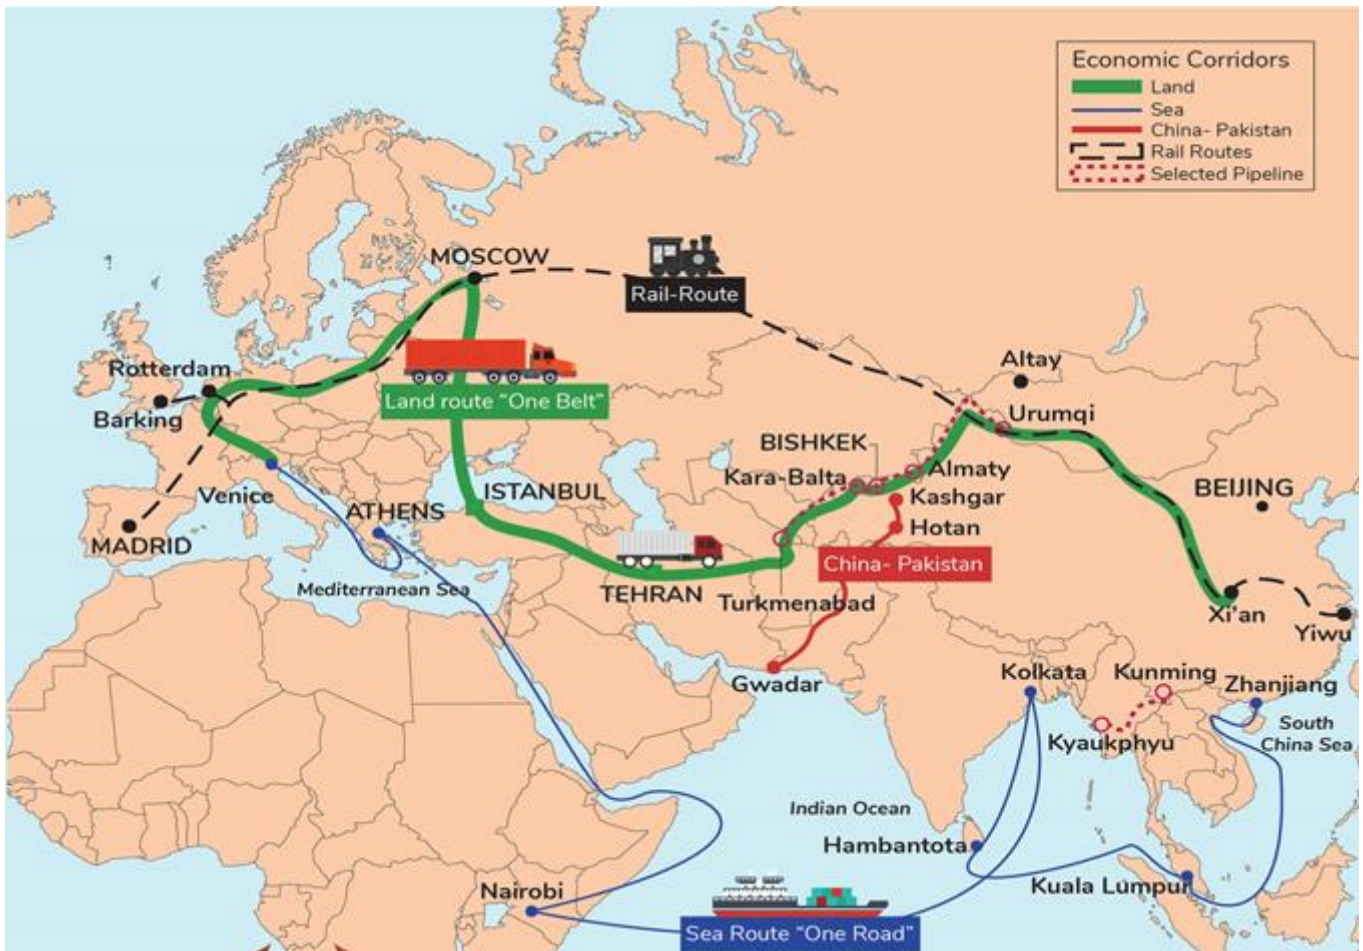 Economic Corridors
Land
Sea
China- Pakistan
Rail Routes
Selected Pipeline
MOSCOW
Rail-Route
Altay
Rotterdam
Land route "One Belt"
Barking
Urumqi
BISHKEK
Kara-Balta
Almaty
Venice
ISTANBUL
Kashgar
BEIJING
ATHENS
Hotan
MADRID
China- Pakistan
Mediterranean Sea
TEHRAN
Turkmenabad
Xi'an
Yiwu
Gwadar
Kolkata
Kunming
Zhanjiang
South
China Sea
Kyaukphyu
Indian Ocean
Hambantota
Nairobi
Kuala Lumpur
Sea Route "One Road"